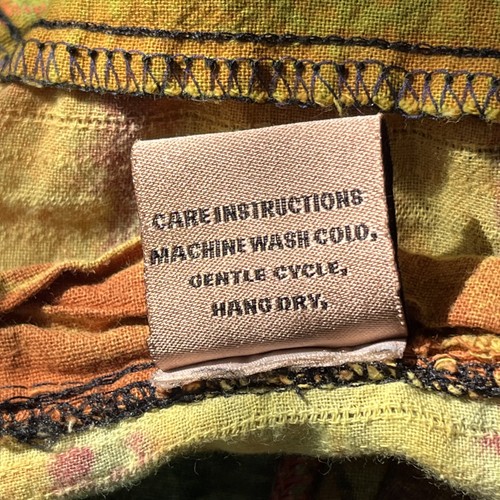 CARE INSTRUCTIONS
MACHINE WASH COLD,
GENTLE CYCLE,
HANG DRY,